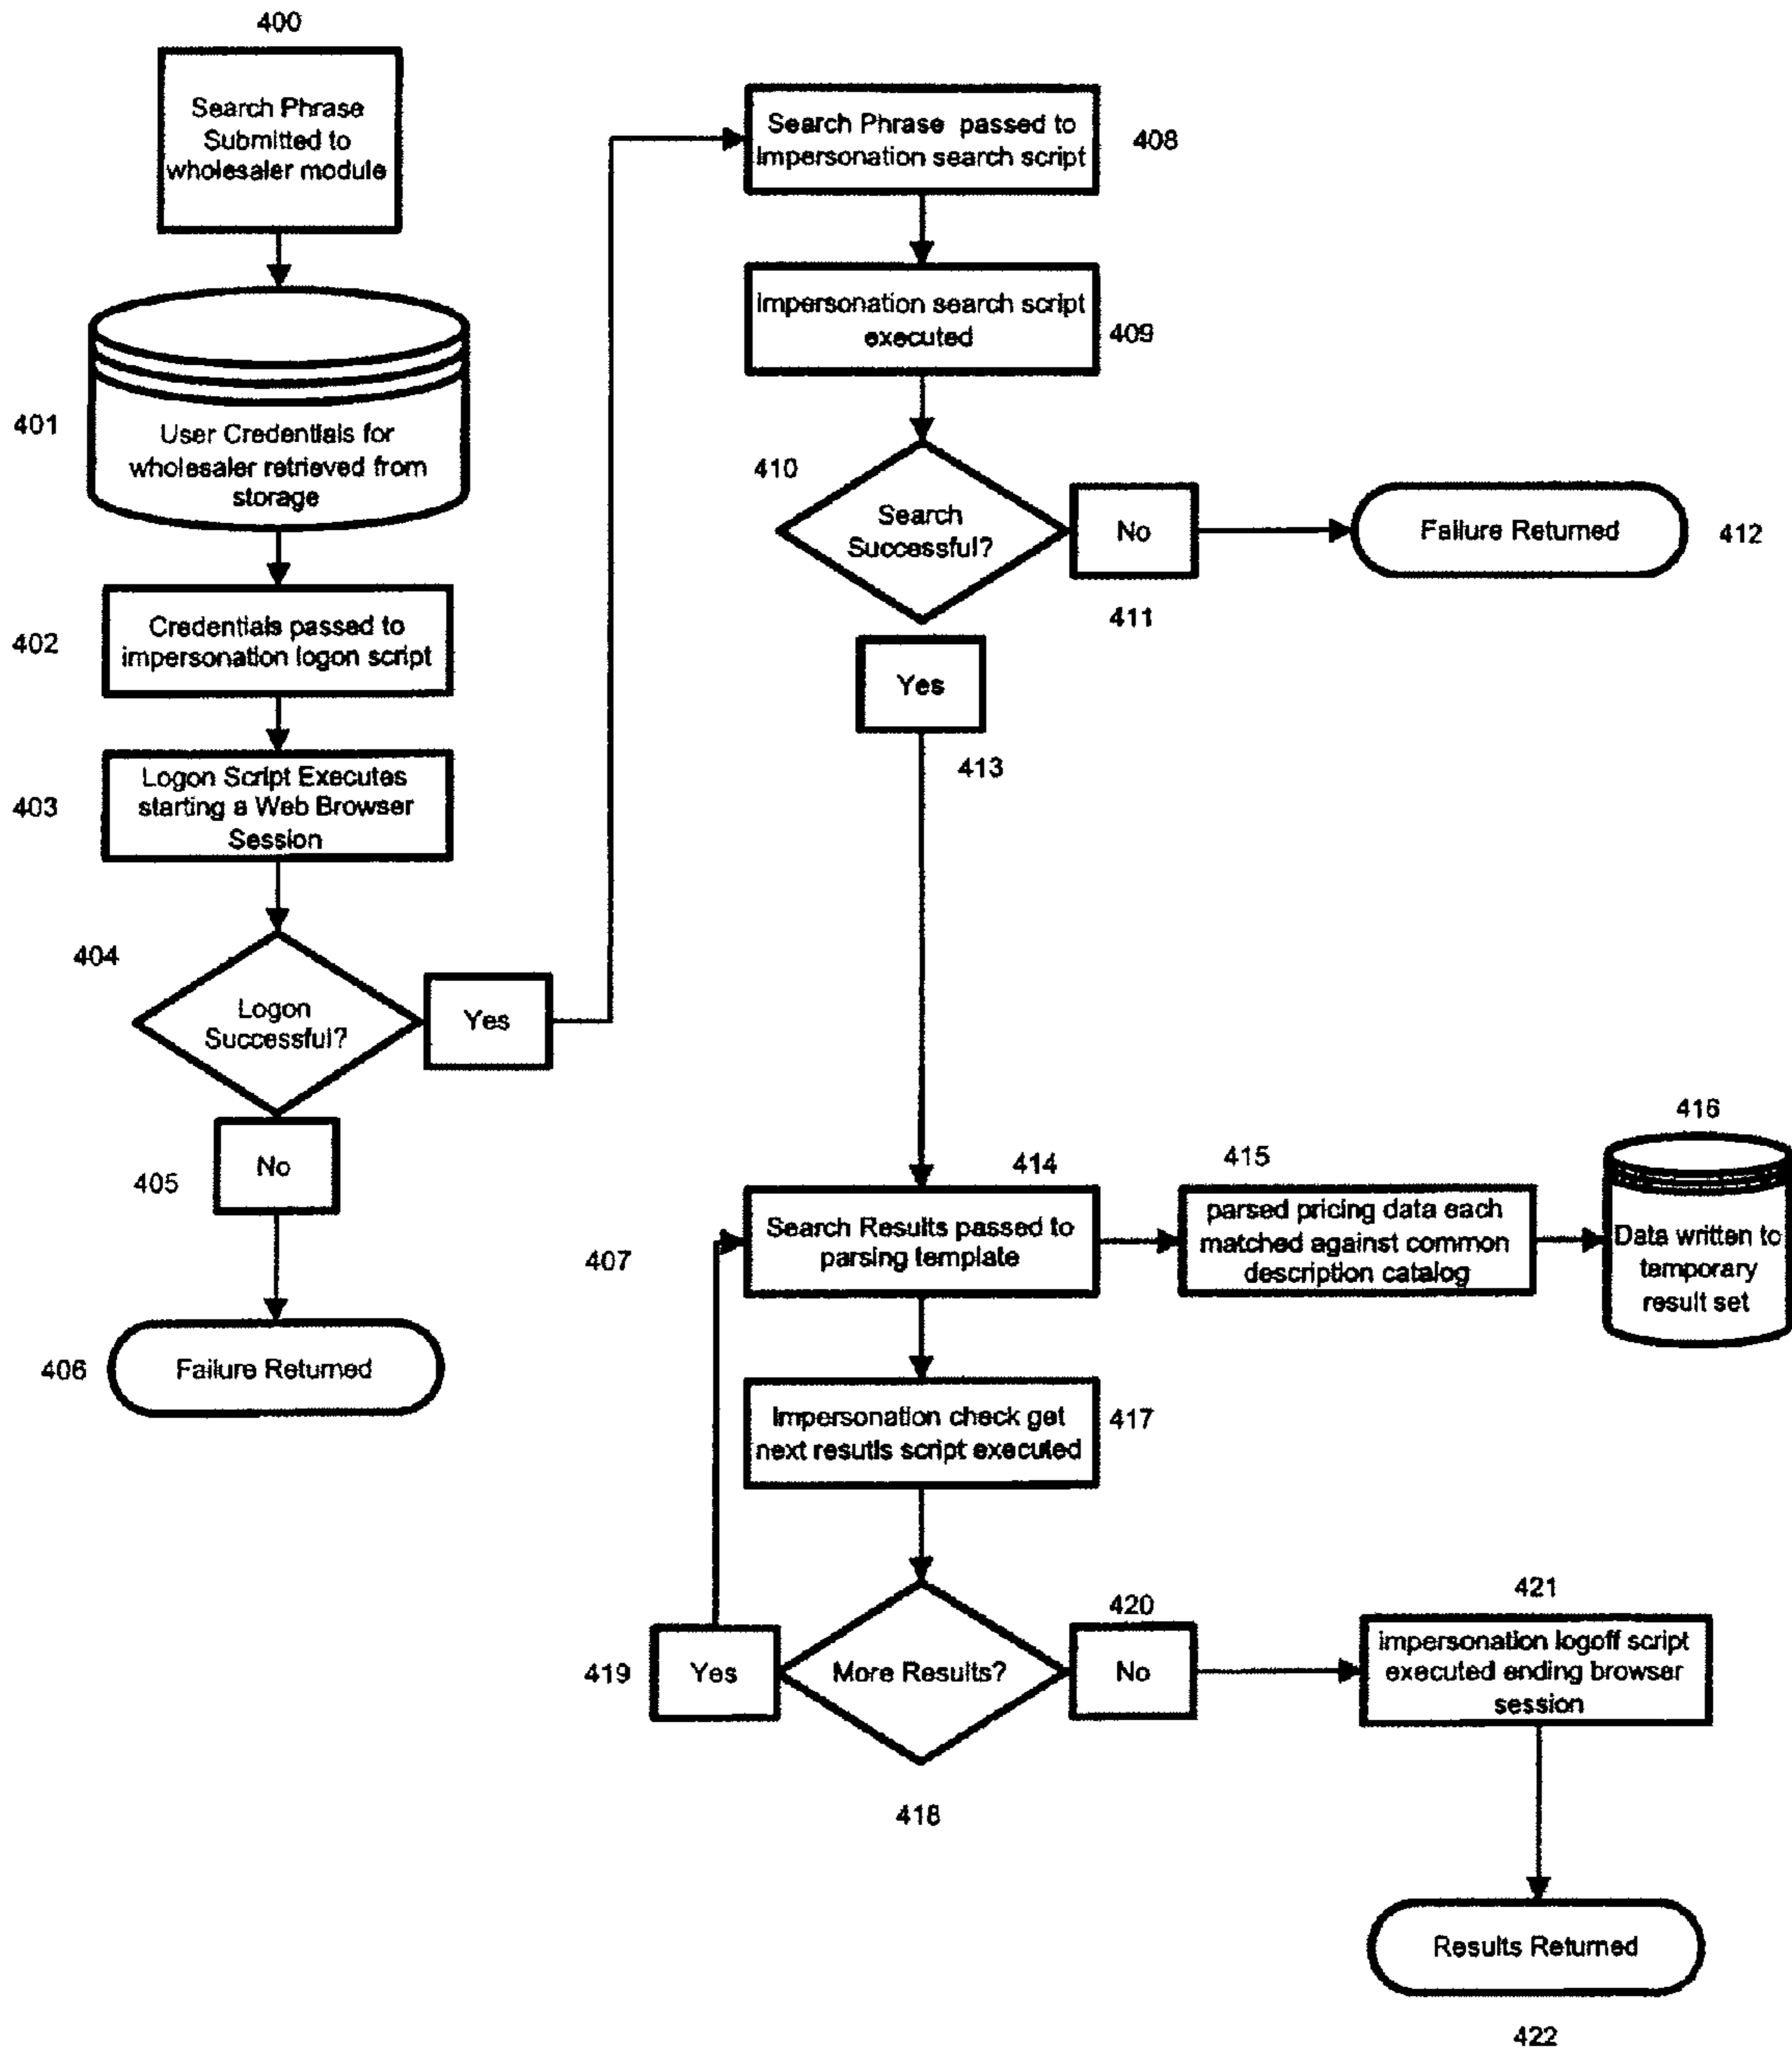 400
Search Phrase
Submitted to
wholesaler module
401
User Credentials for
wholesaler retrieved from
storage
402
Credentials passed to
impersonation logon script
403
Logon Script Executes
starting a Web Browser
Session
404
Logon
Successful?
Yes
405
No
406
Failure Returned
Search Phrase passed to
impersonation search script
408
impersonation search script
executed
409
410
Search
Successful?
No
411
Failure Returned
412
Yes
413
407
414
Search Results passed to
parsing template
415
parsed pricing data each
matched against common
description catalog
416
Data written to
temporary
result set
Impersonation check get
next resutls script executed
417
419
Yes
More Results?
418
420
No
421
impersonation logoff script
executed ending browser
session
Results Returned
422